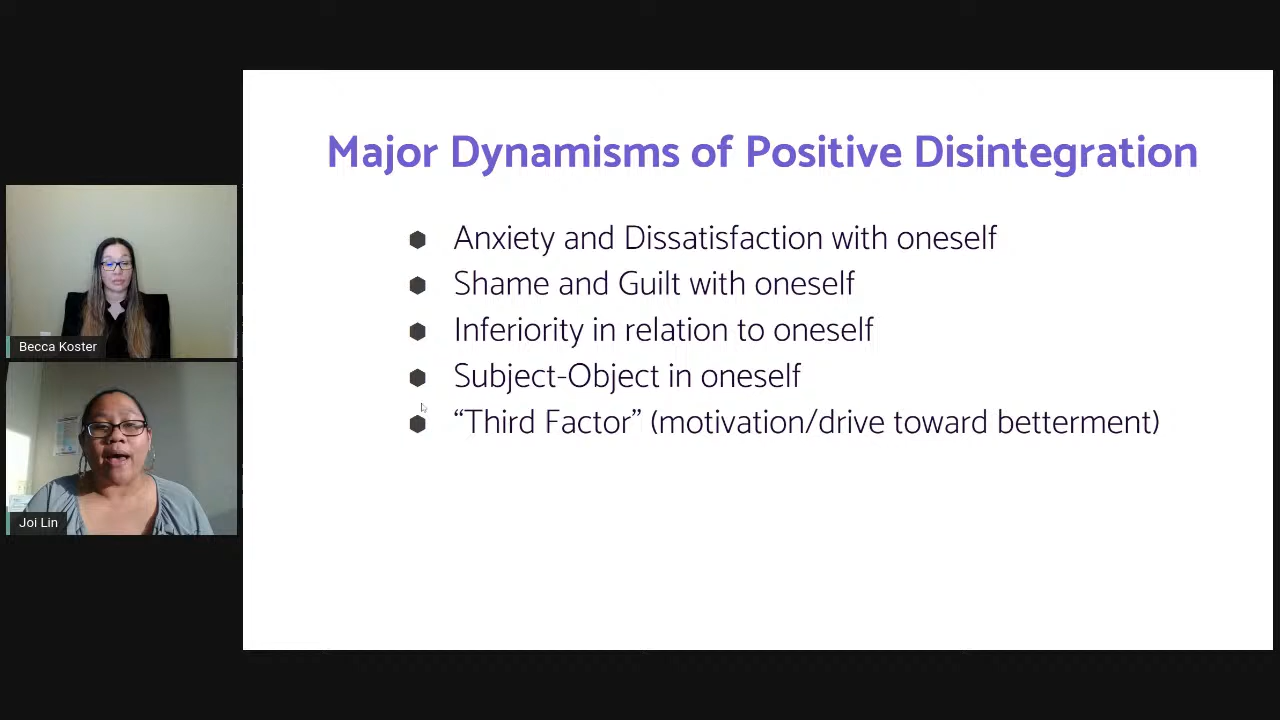 Major Dynamisms of Positive Disintegration
Anxiety and Dissatisfaction with oneself
Shame and Guilt with oneself
Inferiority in relation to oneself
Subject-Object in oneself
“Third Factor” (motivation/drive toward betterment)
Becca Koster
Joi Lin